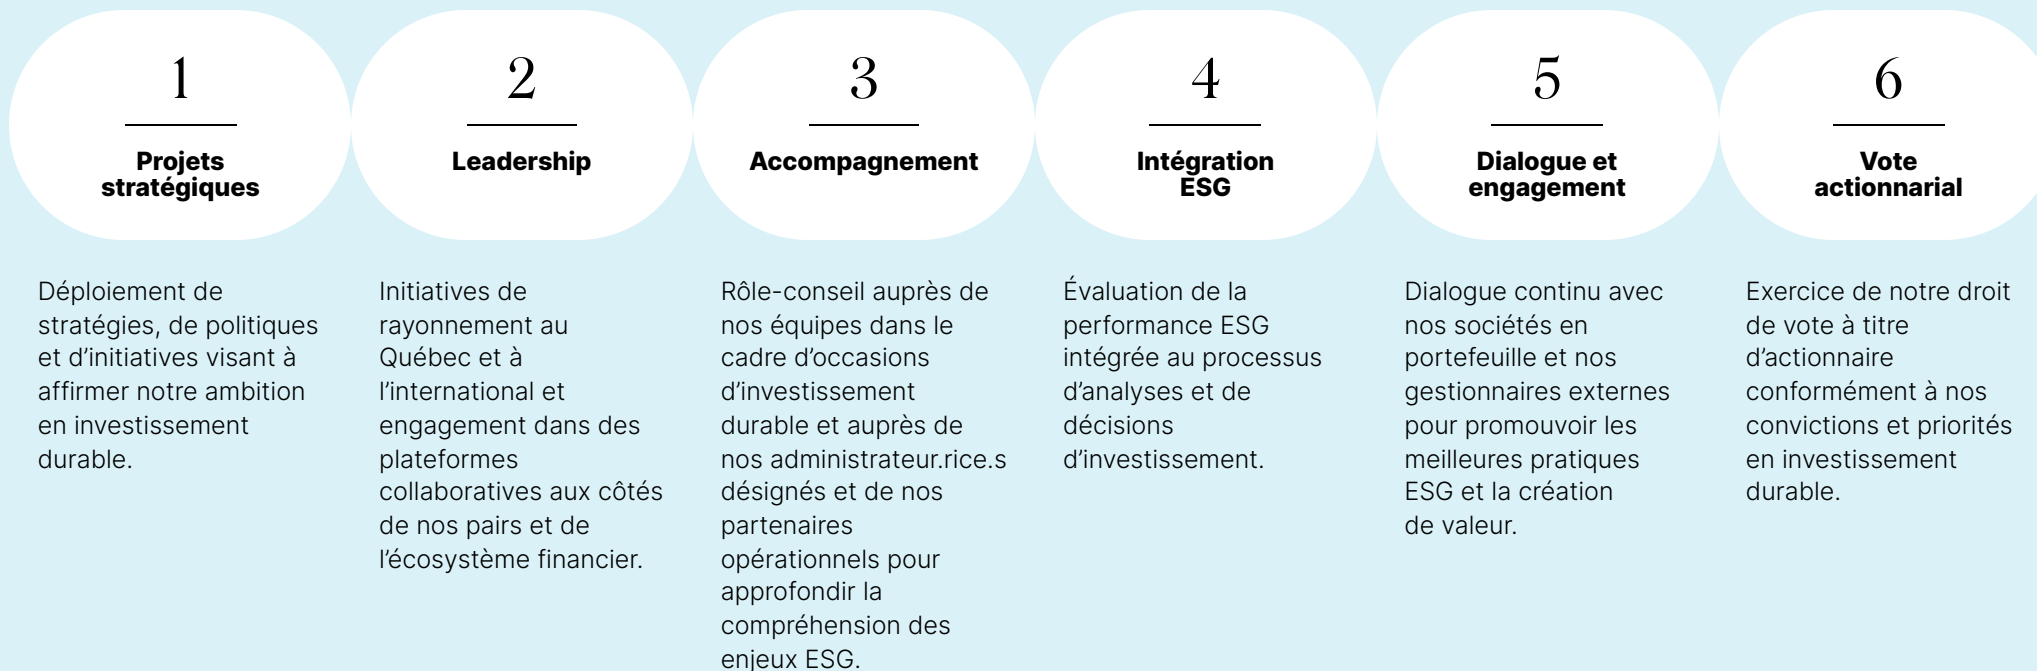 1
Projets
stratégiques
Déploiement de
stratégies, de politiques
et d’initiatives visant à
affirmer notre ambition
en investissement
durable.
2
Leadership
Initiatives de
rayonnement au
Québec et à
l’international et
engagement dans des
plateformes
collaboratives aux côtés
de nos pairs et de
l’écosystème financier.
3
Accompagnement
Rôle-conseil auprès de
nos équipes dans le
cadre d’occasions
d’investissement
durable et auprès de
nos administrateur.rice.s
désignés et de nos
partenaires
opérationnels pour
approfondir la
compréhension des
enjeux ESG.
4
Intégration
ESG
Évaluation de la
performance ESG
intégrée au processus
d’analyses et de
décisions
d’investissement.
5
Dialogue et
engagement
Dialogue continu avec
nos sociétés en
portefeuille et nos
gestionnaires externes
pour promouvoir les
meilleures pratiques
ESG et la création
de valeur.
6
Vote
actionnarial
Exercice de notre droit
de vote à titre
d’actionnaire
conformément à nos
convictions et priorités
en investissement
durable.